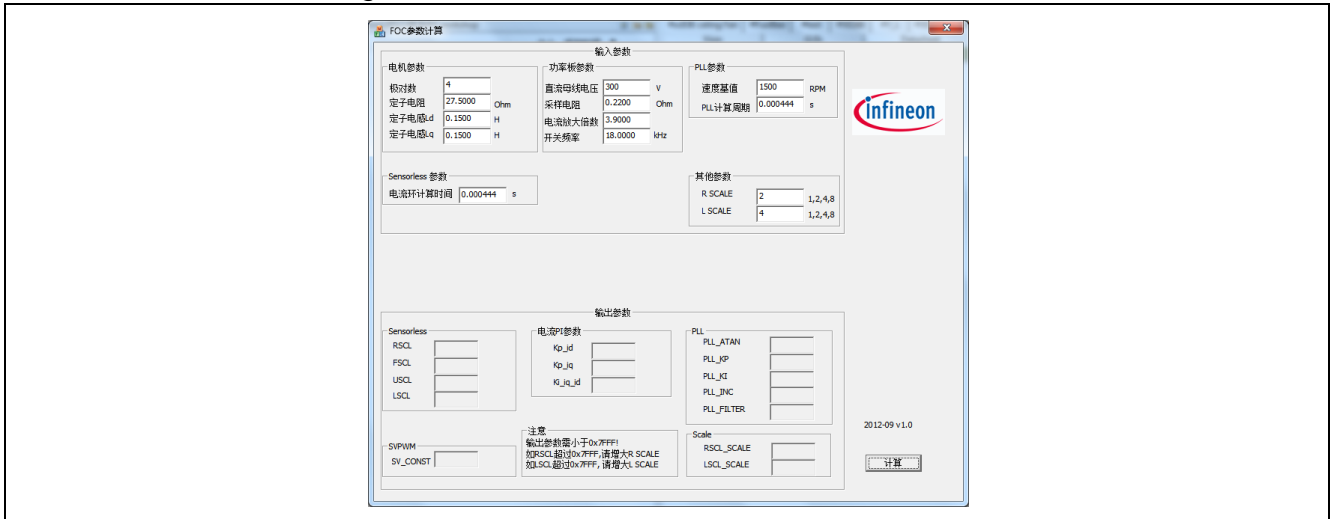 FOC参数计算
输入参数
电机参数
极对数 4
定子电阻 27.5000 Ohm
定子电感Ld 0.1500 H
定子电感Lq 0.1500 H
功率板参数
直流母线电压 300 V
采样电阻 0.2200 Ohm
电流放大倍数 3.9000
开关频率 18.0000 kHz
PLL参数
速度基值 1500 RPM
PLL计算周期 0.000444 s
infineon
Sensorless 参数
电流环计算时间 0.000444 s
其他参数
R SCALE 2 1,2,4,8
L SCALE 4 1,2,4,8
输出参数
Sensorless
RSCL
FSCL
USCL
LSCL
电流PI参数
Kp_id
Kp_iq
Ki_iq_id
PLL
PLL_ATAN
PLL_KP
PLL_KI
PLL_INC
PLL_FILTER
SVPWM
SV_CONST
注意
输出参数需小于0x7FFF!
如RSCL超过0x7FFF,请增大R SCALE
如LSCL超过0x7FFF,请增大L SCALE
Scale
RSCL_SCALE
LSCL_SCALE
2012-09 v1.0
计算